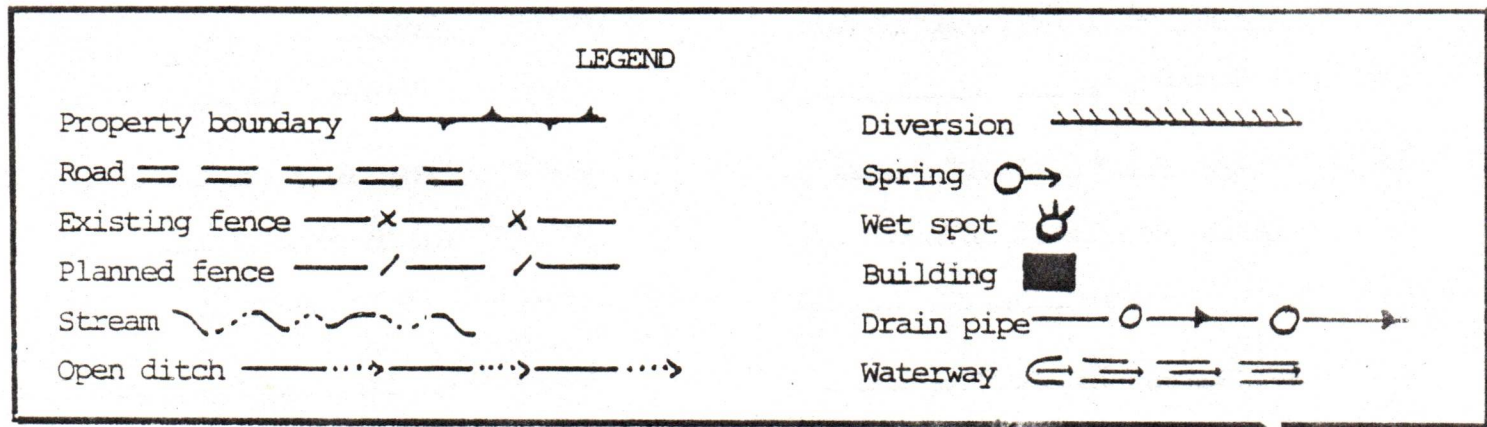 LEGEND
Property boundary
Road
Existing fence
Planned fence
Stream
Open ditch
Diversion
Spring
Wet spot
Building
Drain pipe
Waterway